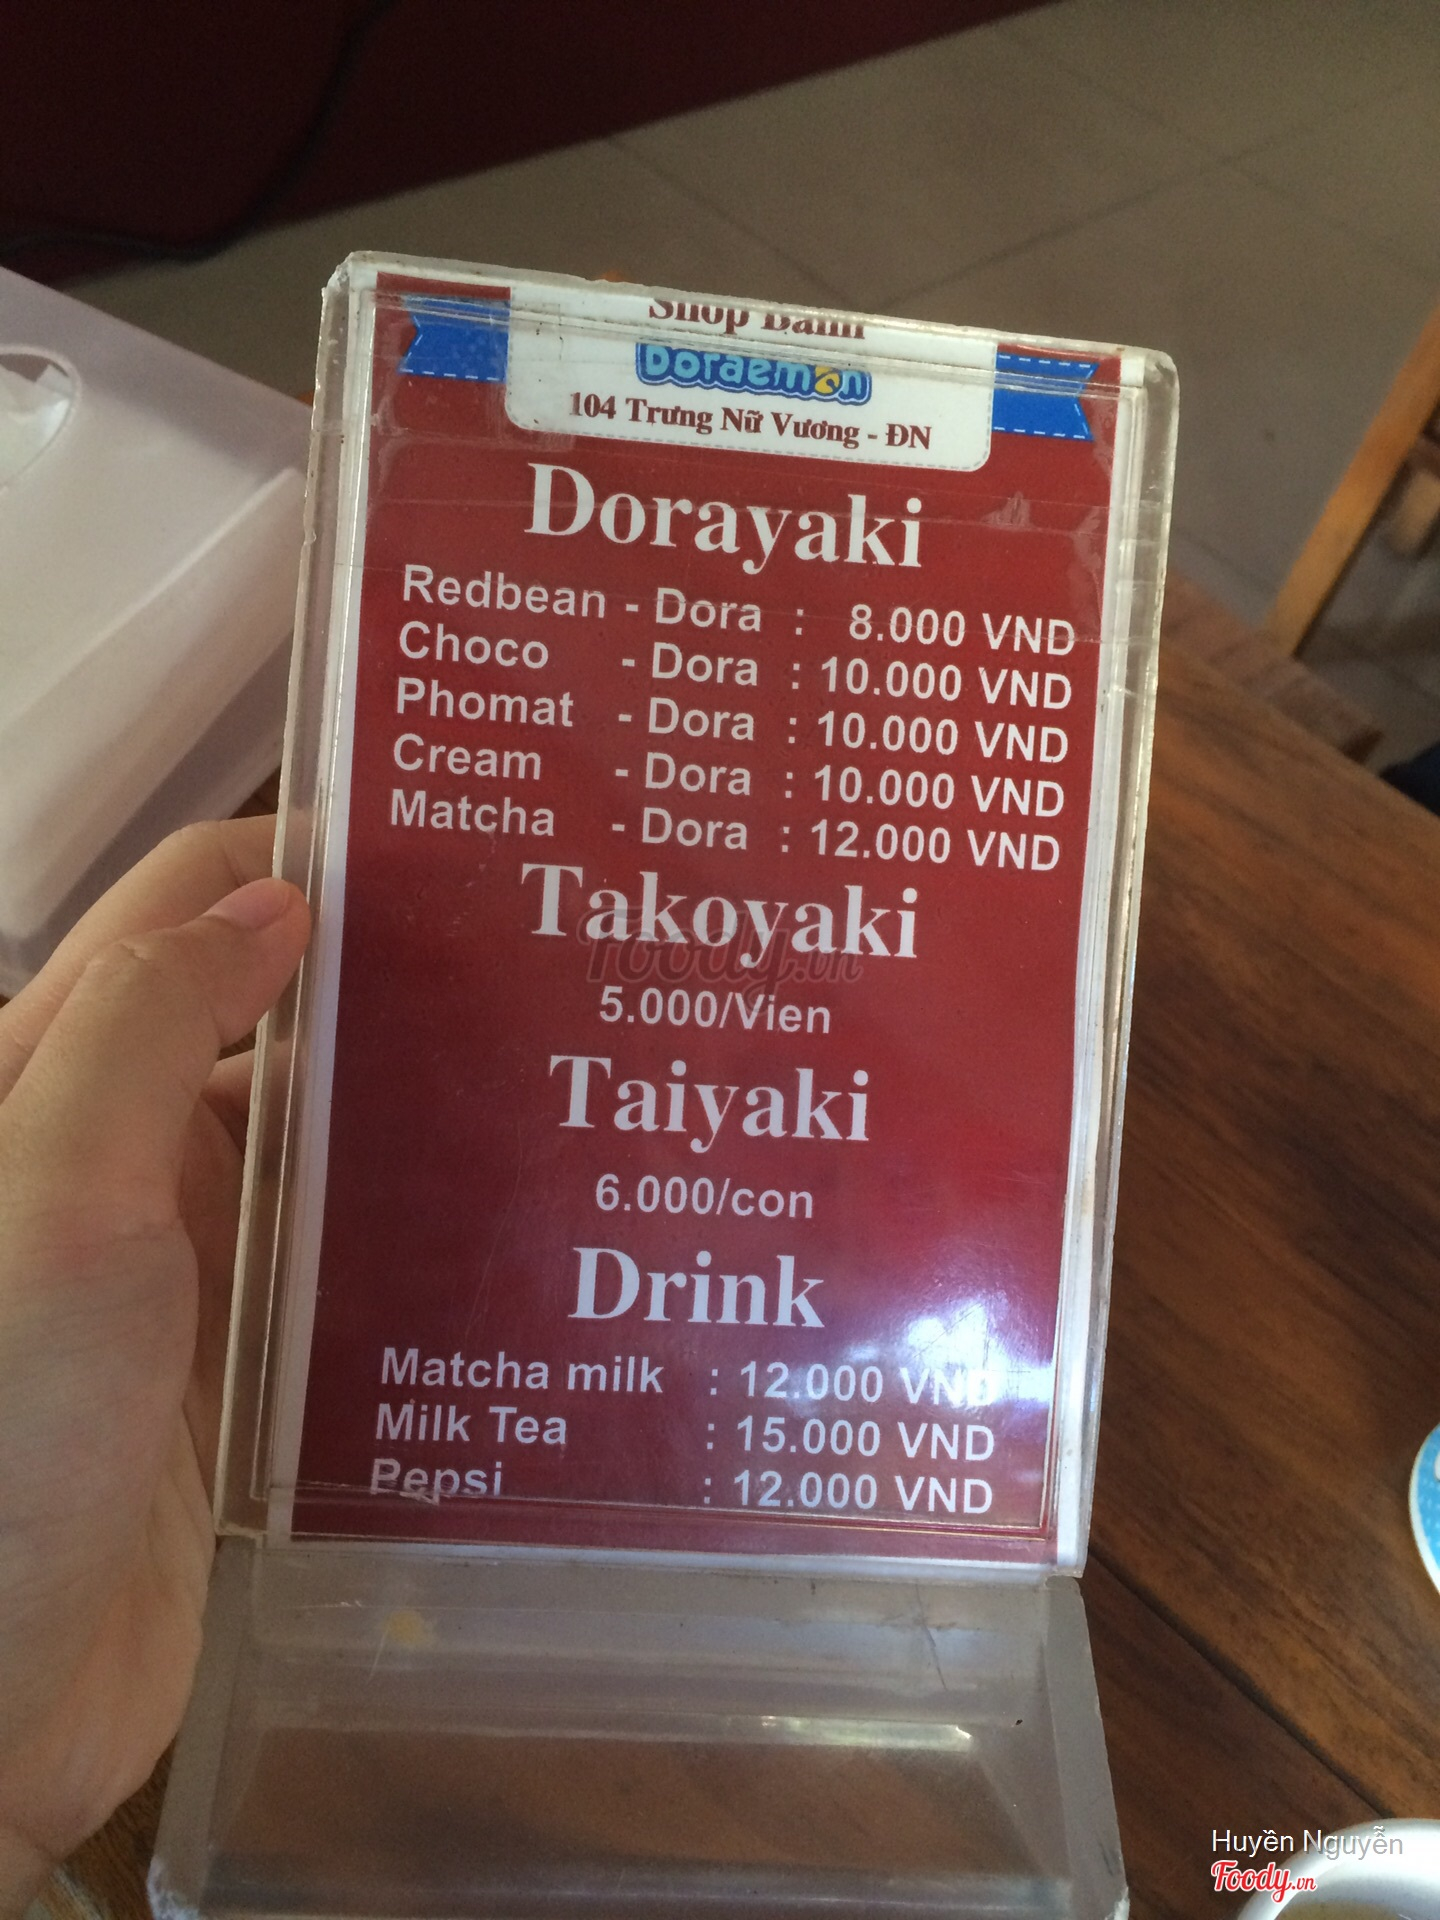 Shop Bánh
Doraemon
104 Trưng Nữ Vương - ĐN
Dorayaki
Redbean - Dora : 8.000 VND
Choco - Dora : 10.000 VND
Phomat - Dora : 10.000 VND
Cream - Dora : 10.000 VND
Matcha - Dora : 12.000 VND
Takoyaki
Foody.vn
5.000/Vien
Taiyaki
6.000/con
Drink
Matcha milk : 12.000 VND
Milk Tea : 15.000 VND
Pepsi : 12.000 VND
Huyền Nguyễn
Foody.vn